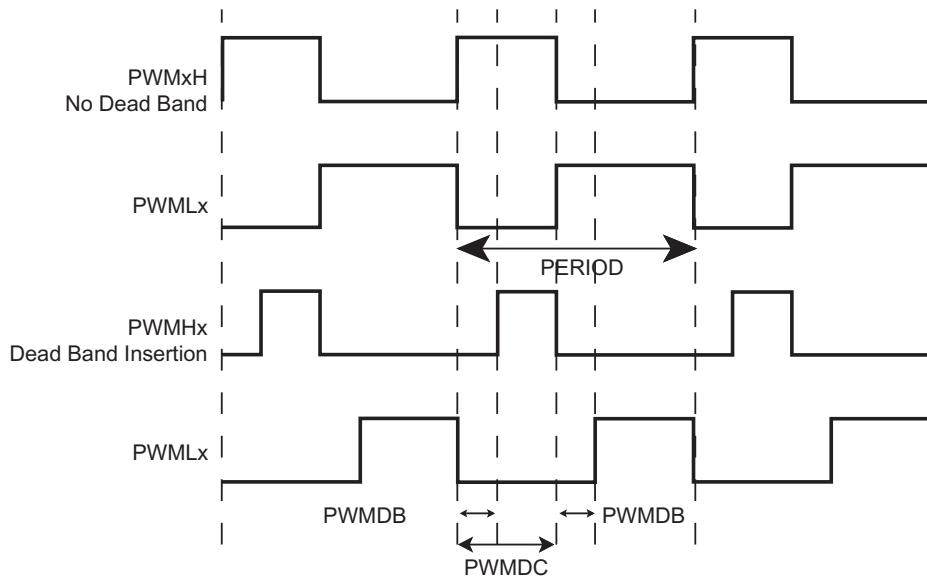 PWMxH
No Dead Band
PWMLx
PERIOD
PWMHx
Dead Band Insertion
PWMLx
PWMDB
PWMDB
PWMDC